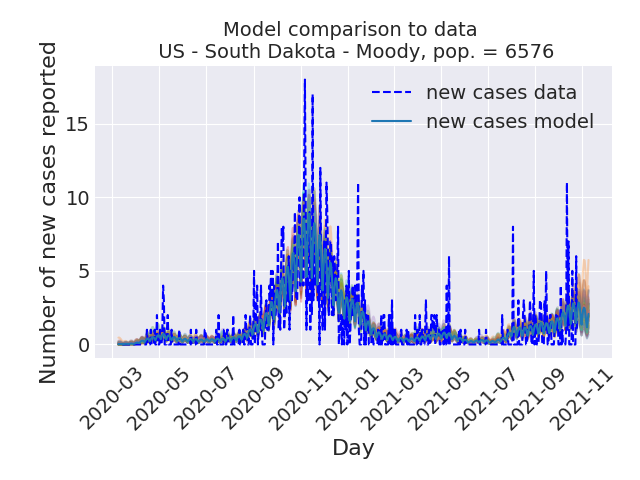 Model comparison to data
US - South Dakota - Moody, pop. = 6576
Number of new cases reported
new cases data
new cases model
15
10
5
0
2020-03
2020-05
2020-07
2020-09
2020-11
2021-01
2021-03
2021-05
2021-07
2021-09
2021-11
Day